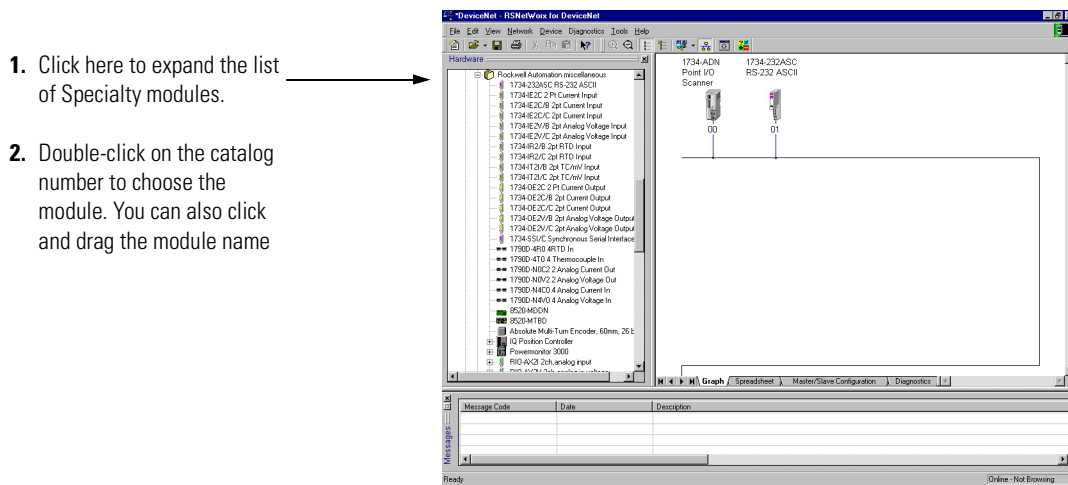 1. Click here to expand the list
of Specialty modules.
2. Double-click on the catalog
number to choose the
module. You can also click
and drag the module name
*DeviceNet - RSNetWorx for DeviceNet
File Edit View Network Device Diagnostics Tools Help
Hardware
Rockwell Automation miscellaneous
1734-232ASC RS-232 ASCII
1734-IE2C 2 Pt Current Input
1734-IE2C/B 2pt Current Input
1734-IE2C/C 2pt Current Input
1734-IE2V/B 2pt Analog Voltage Input
1734-IE2V/C 2pt Analog Voltage Input
1734-IR2/B 2pt RTD Input
1734-IR2/C 2pt RTD Input
1734-IT2I/B 2pt TC/mV Input
1734-IT2I/C 2pt TC/mV Input
1734-OE2C 2 Pt Current Output
1734-OE2C/B 2pt Current Output
1734-OE2C/C 2pt Current Output
1734-OE2V/B 2pt Analog Voltage Output
1734-OE2V/C 2pt Analog Voltage Output
1734-SSI/C Synchronous Serial Interface
1790D-4R0 4RTD In
1790D-4T0 4 Thermocouple In
1790D-N0C2 2 Analog Current Out
1790D-N0V2 2 Analog Voltage Out
1790D-N4C0 4 Analog Current In
1790D-N4V0 4 Analog Voltage In
8520-MDDN
8520-MTBD
Absolute Multi-Turn Encoder, 60mm, 26 b
IQ Position Controller
Powermonitor 3000
RIO-AX2I 2ch.analog input
1734-ADN
Point I/O
Scanner
00
1734-232ASC
RS-232 ASCII
01
Graph Spreadsheet Master/Slave Configuration Diagnostics
Messages:
Message Code Date Description
Ready Online - Not Browsing